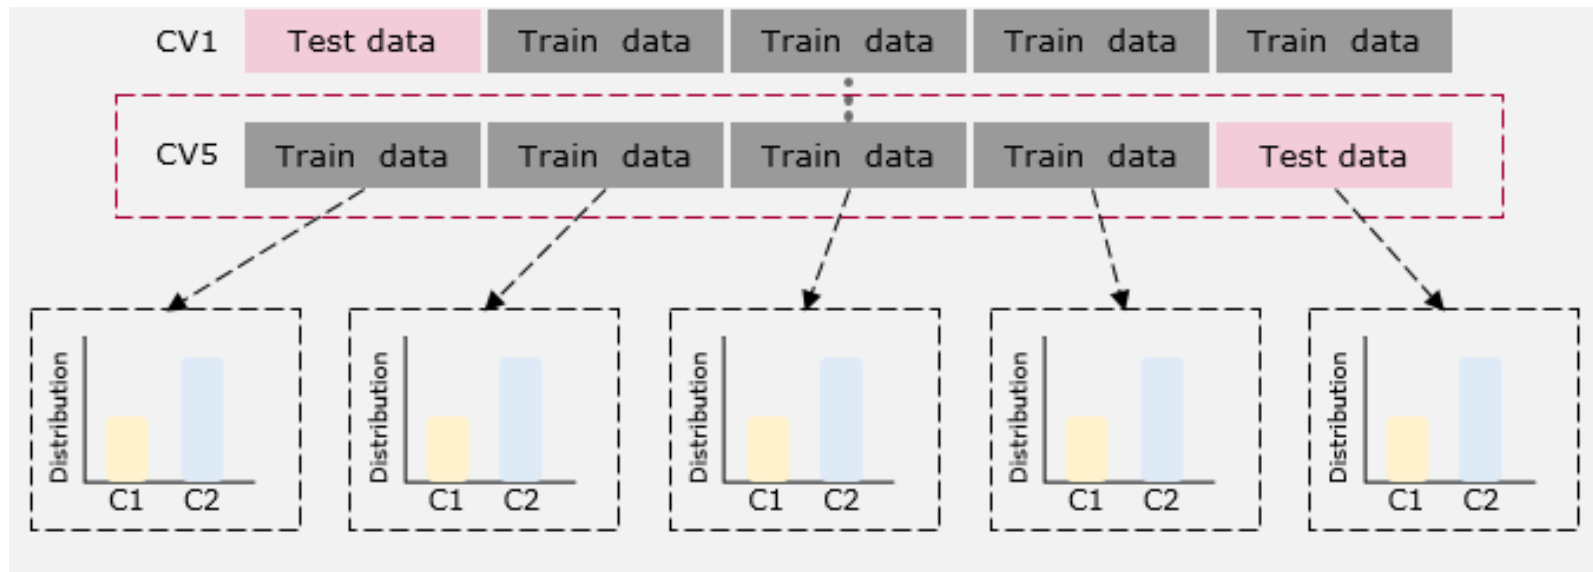 CV1 Test data Train data Train data Train data Train data
CV5 Train data Train data Train data Train data Test data
Distribution Distribution Distribution Distribution Distribution
C1 C2 C1 C2 C1 C2 C1 C2 C1 C2